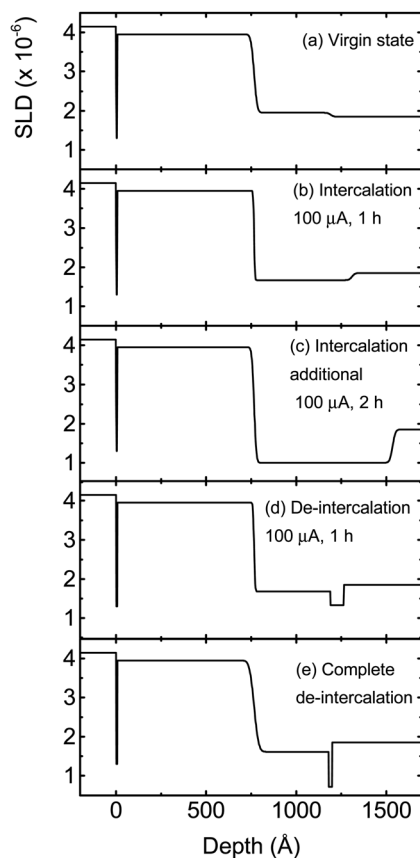 SLD (x 10⁻⁶)
4
3
2
1
(a) Virgin state
4
3
2
1
(b) Intercalation
100 μA, 1 h
4
3
2
1
(c) Intercalation
additional
100 μA, 2 h
4
3
2
1
(d) De-intercalation
100 μA, 1 h
4
3
2
1
(e) Complete
de-intercalation
0 500 1000 1500
Depth (Å)